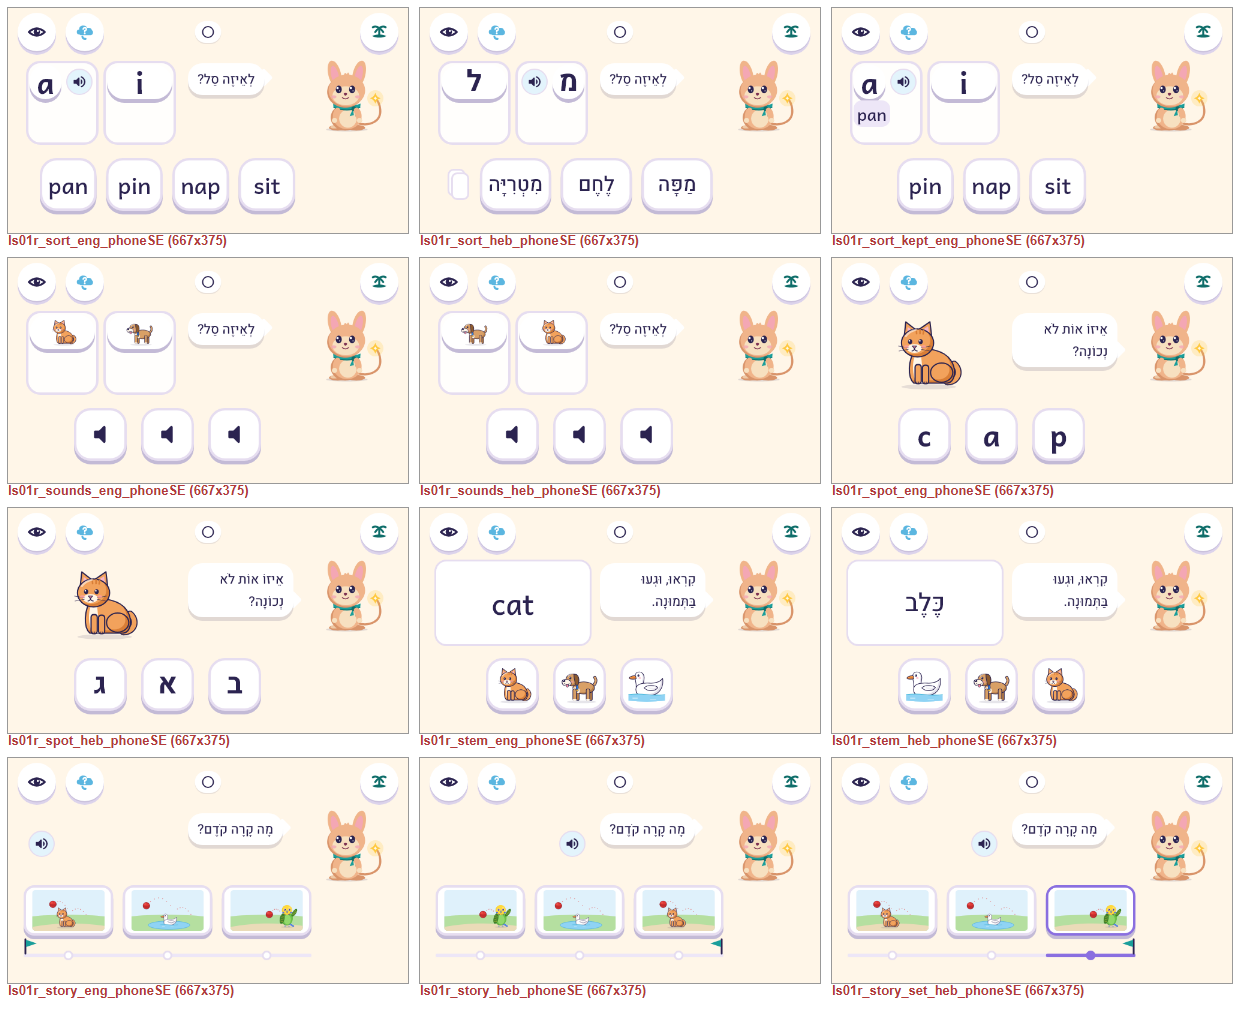 לְאֵיזֶה סַל?
a
i
pan
pin
nap
sit
ls01r_sort_eng_phoneSE (667x375)
לְאֵיזֶה סַל?
מ
ל
מַפָּה
לֶחֶם
מִטְרִיָּה
ls01r_sort_heb_phoneSE (667x375)
לְאֵיזֶה סַל?
a
i
pan
pin
nap
sit
ls01r_sort_kept_eng_phoneSE (667x375)
לְאֵיזֶה סַל?
ls01r_sounds_eng_phoneSE (667x375)
לְאֵיזֶה סַל?
ls01r_sounds_heb_phoneSE (667x375)
אֵיזוֹ אוֹת לֹא
נְכוֹנָה?
c
a
p
ls01r_spot_eng_phoneSE (667x375)
אֵיזוֹ אוֹת לֹא
נְכוֹנָה?
ב
א
ג
ls01r_spot_heb_phoneSE (667x375)
קִרְאוּ, וּגְעוּ
בַּתְּמוּנָה.
cat
ls01r_stem_eng_phoneSE (667x375)
קִרְאוּ, וּגְעוּ
בַּתְּמוּנָה.
כֶּלֶב
ls01r_stem_heb_phoneSE (667x375)
מָה קָרָה קֹדֶם?
ls01r_story_eng_phoneSE (667x375)
מָה קָרָה קֹדֶם?
ls01r_story_heb_phoneSE (667x375)
מָה קָרָה קֹדֶם?
ls01r_story_set_heb_phoneSE (667x375)